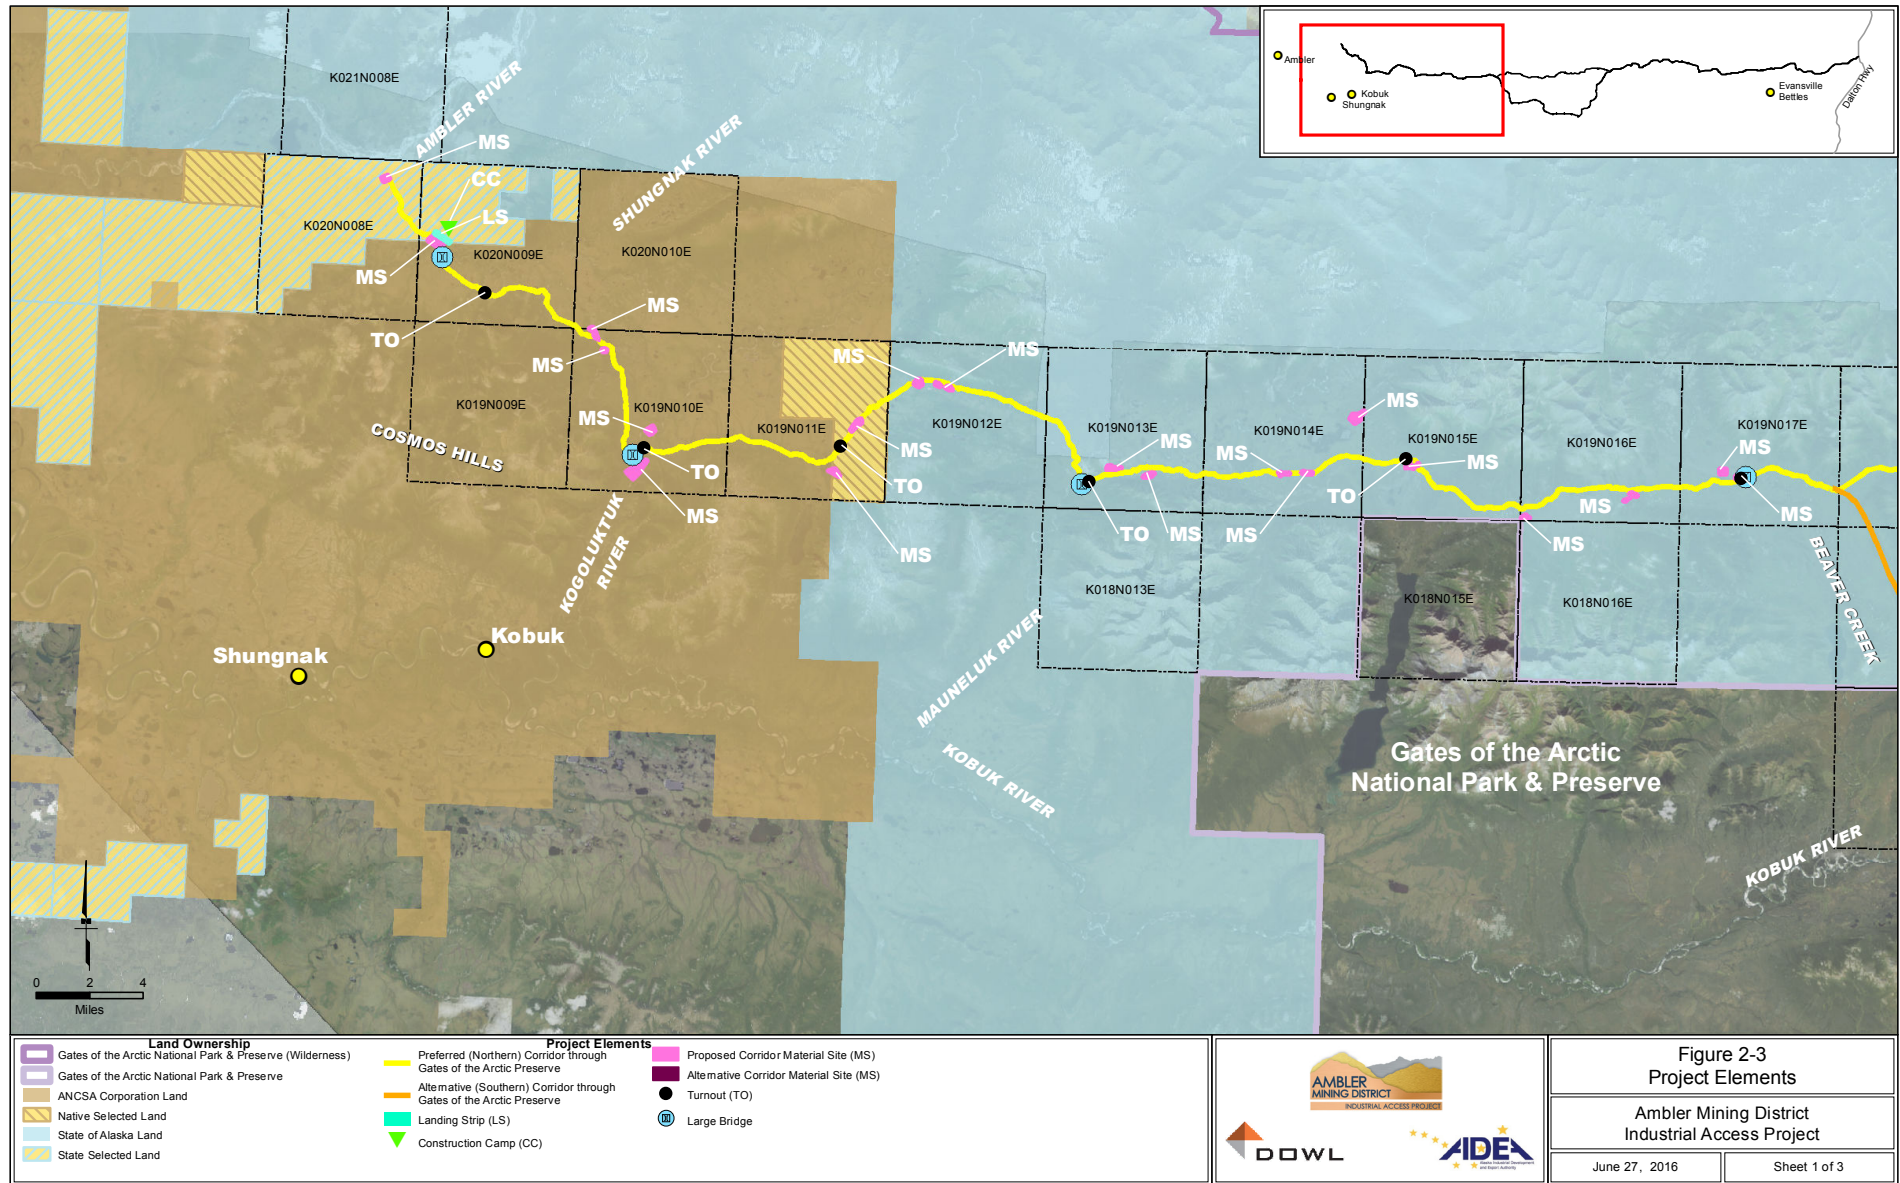 Ambler
Kobuk
Shungnak
Evansville
Bettles
Dalton Hwy
K021N008E
AMBLER RIVER
MS
CC
LS
SHUNGNAK RIVER
K020N008E
K020N009E
K020N010E
MS
TO
MS
MS
MS
MS
K019N009E
K019N010E
K019N011E
K019N012E
K019N013E
K019N014E
K019N015E
K019N016E
K019N017E
COSMOS HILLS
MS
MS
MS
MS
MS
MS
MS
TO
TO
TO
MS
MS
MS
TO
MS
MS
MS
MS
MS
KOGOLUKTUK
RIVER
K018N013E
K018N015E
K018N016E
BEAVER CREEK
Shungnak
Kobuk
MAUNELUK RIVER
KOBUK RIVER
Gates of the Arctic
National Park & Preserve
KOBUK RIVER
0 2 4
Miles
Land Ownership
Gates of the Arctic National Park & Preserve (Wilderness)
Gates of the Arctic National Park & Preserve
ANCSA Corporation Land
Native Selected Land
State of Alaska Land
State Selected Land
Project Elements
Preferred (Northern) Corridor through
Gates of the Arctic Preserve
Alternative (Southern) Corridor through
Gates of the Arctic Preserve
Landing Strip (LS)
Construction Camp (CC)
Proposed Corridor Material Site (MS)
Alternative Corridor Material Site (MS)
Turnout (TO)
Large Bridge
AMBLER
MINING DISTRICT
INDUSTRIAL ACCESS PROJECT
DOWL
AIDEA
Alaska Industrial Development
and Export Authority
Figure 2-3
Project Elements
Ambler Mining District
Industrial Access Project
June 27, 2016
Sheet 1 of 3